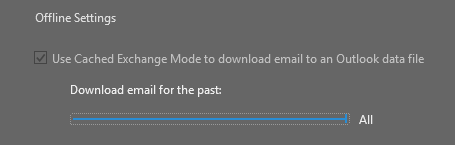 Offline Settings
Use Cached Exchange Mode to download email to an Outlook data file
Download email for the past:
All